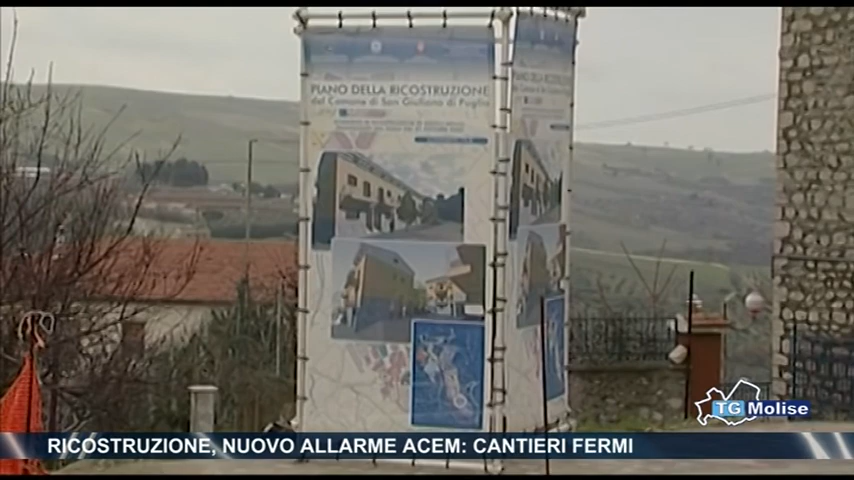 PIANO DELLA RICOSTRUZIONE
del Comune di San Giuliano di Puglia
TG Molise
RICOSTRUZIONE, NUOVO ALLARME ACEM: CANTIERI FERMI